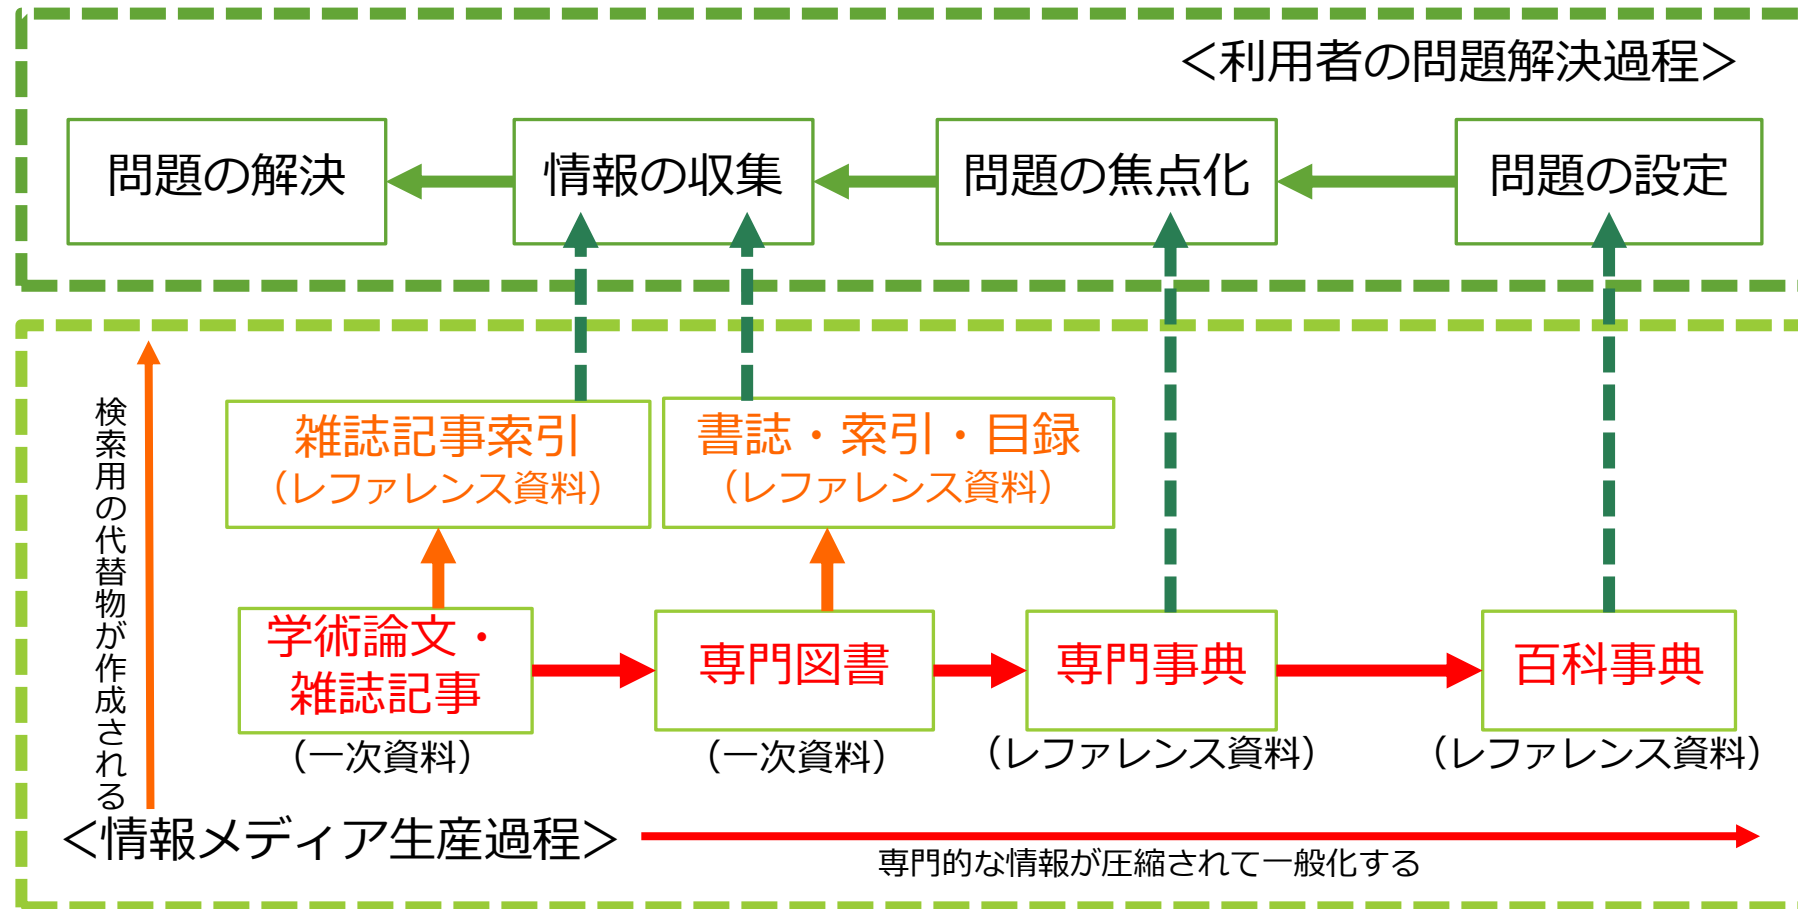 ＜利用者の問題解決過程＞
問題の解決
情報の収集
問題の焦点化
問題の設定
検索用の代替物が作成される
雑誌記事索引
（レファレンス資料）
書誌・索引・目録
（レファレンス資料）
学術論文・
雑誌記事
（一次資料）
専門図書
（一次資料）
専門事典
（レファレンス資料）
百科事典
（レファレンス資料）
＜情報メディア生産過程＞
専門的な情報が圧縮されて一般化する